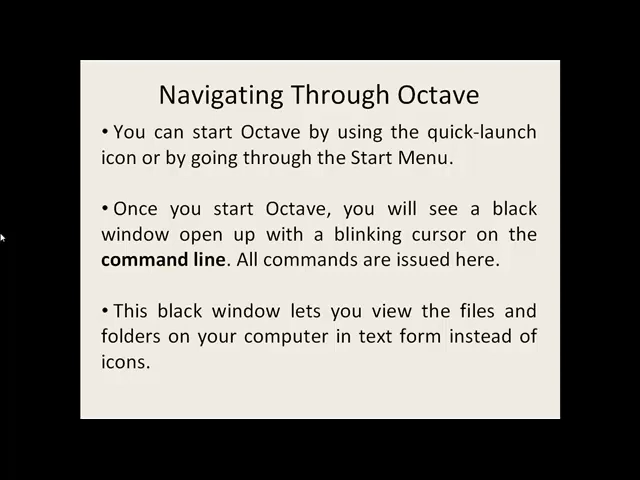 Navigating Through Octave
• You can start Octave by using the quick-launch
icon or by going through the Start Menu.
• Once you start Octave, you will see a black
window open up with a blinking cursor on the
command line. All commands are issued here.
• This black window lets you view the files and
folders on your computer in text form instead of
icons.